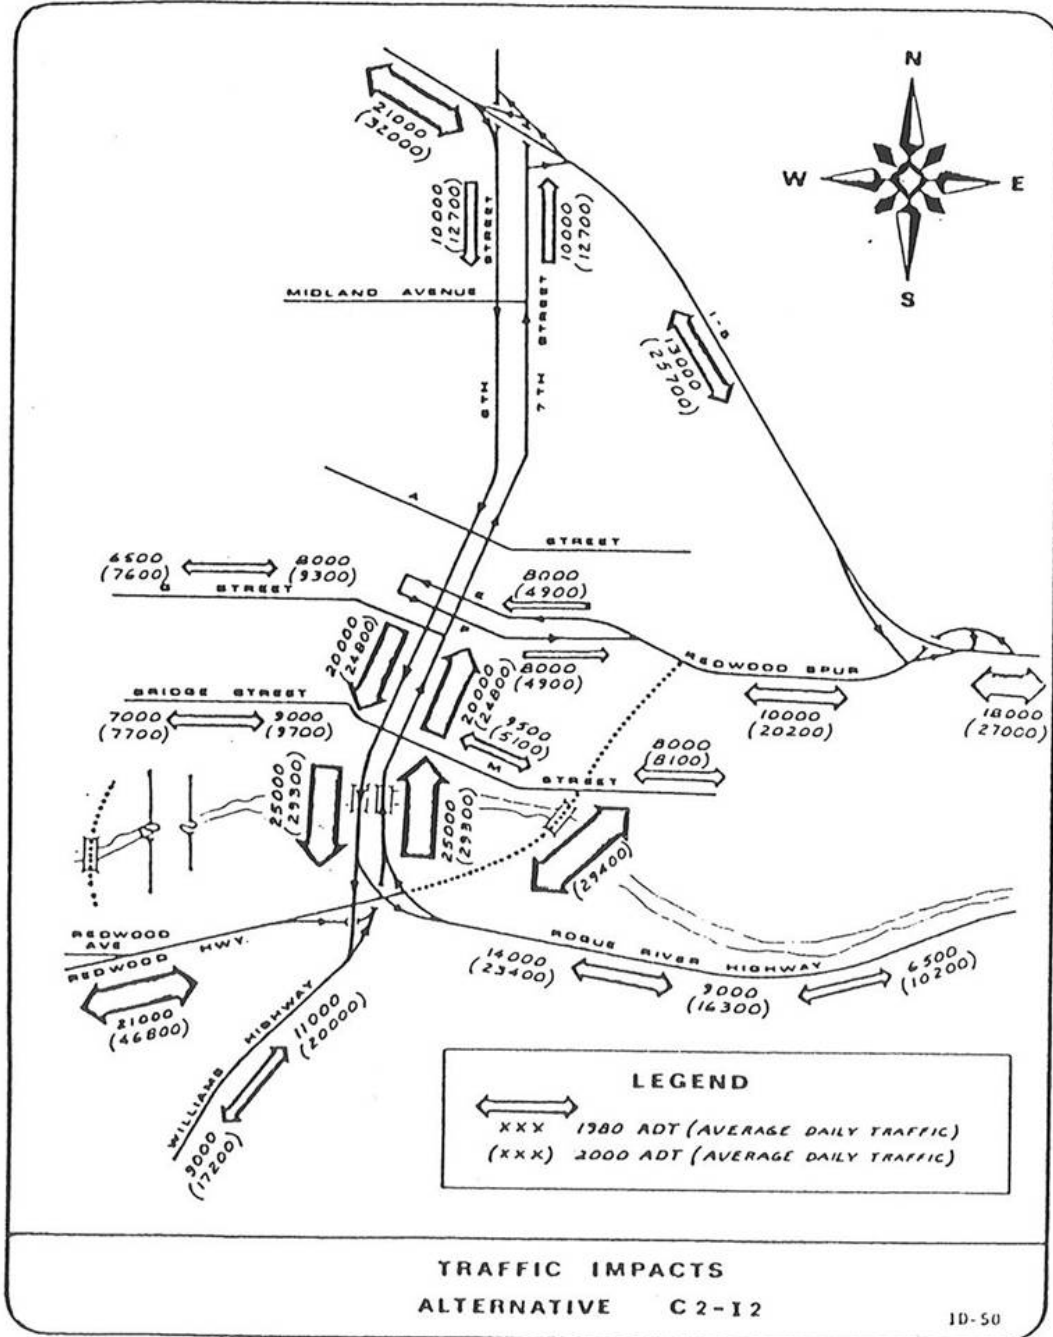 N
W
E
S
21000
(32000)
10000
(12700)
STREET
10000
(12700)
MIDLAND AVENUE
STREET
6TH
7TH
I-5
13000
(25700)
A
STREET
6500
(7600)
8000
(9300)
G STREET
8000
(4900)
E
F
8000
(4900)
REDWOOD SPUR
10000
(20200)
18000
(27000)
20000
(24800)
20000
(24800)
BRIDGE STREET
7000
(7700)
9000
(9700)
9500
(5100)
M
STREET
8000
(8100)
25000
(29300)
25000
(29300)
(29400)
REDWOOD
AVE
REDWOOD HWY.
21000
(46800)
ROGUE RIVER HIGHWAY
14000
(23400)
9000
(16300)
6500
(10200)
WILLIAMS HIGHWAY
11000
(20000)
9000
(17200)
LEGEND
XXX 1980 ADT (AVERAGE DAILY TRAFFIC)
(XXX) 2000 ADT (AVERAGE DAILY TRAFFIC)
TRAFFIC IMPACTS
ALTERNATIVE C2-I2
ID-50